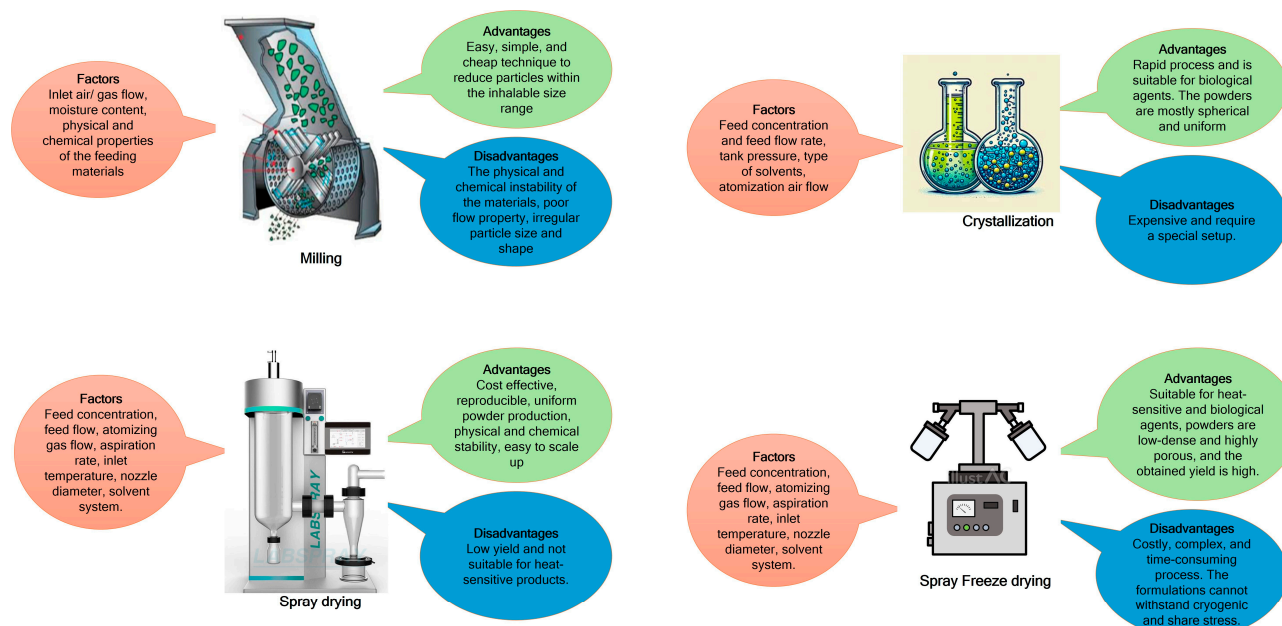 Factors
Inlet air/ gas flow,
moisture content,
physical and
chemical properties
of the feeding
materials
Advantages
Easy, simple, and
cheap technique to
reduce particles within
the inhalable size
range
Disadvantages
The physical and
chemical instability of
the materials, poor
flow property, irregular
particle size and
shape
Milling
Factors
Feed concentration
and feed flow rate,
tank pressure, type
of solvents,
atomization air flow
Advantages
Rapid process and is
suitable for biological
agents. The powders
are mostly spherical
and uniform
Disadvantages
Expensive and require
a special setup.
Crystallization
Factors
Feed concentration,
feed flow, atomizing
gas flow, aspiration
rate, inlet
temperature, nozzle
diameter, solvent
system.
LABSPRAY
LABSPRAY
Advantages
Cost effective,
reproducible, uniform
powder production,
physical and chemical
stability, easy to scale
up
Disadvantages
Low yield and not
suitable for heat-
sensitive products.
Spray drying
Factors
Feed concentration,
feed flow, atomizing
gas flow, aspiration
rate, inlet
temperature, nozzle
diameter, solvent
system.
Advantages
Suitable for heat-
sensitive and biological
agents, powders are
low-dense and highly
porous, and the
obtained yield is high.
Disadvantages
Costly, complex, and
time-consuming
process. The
formulations cannot
withstand cryogenic
and share stress.
Spray Freeze drying